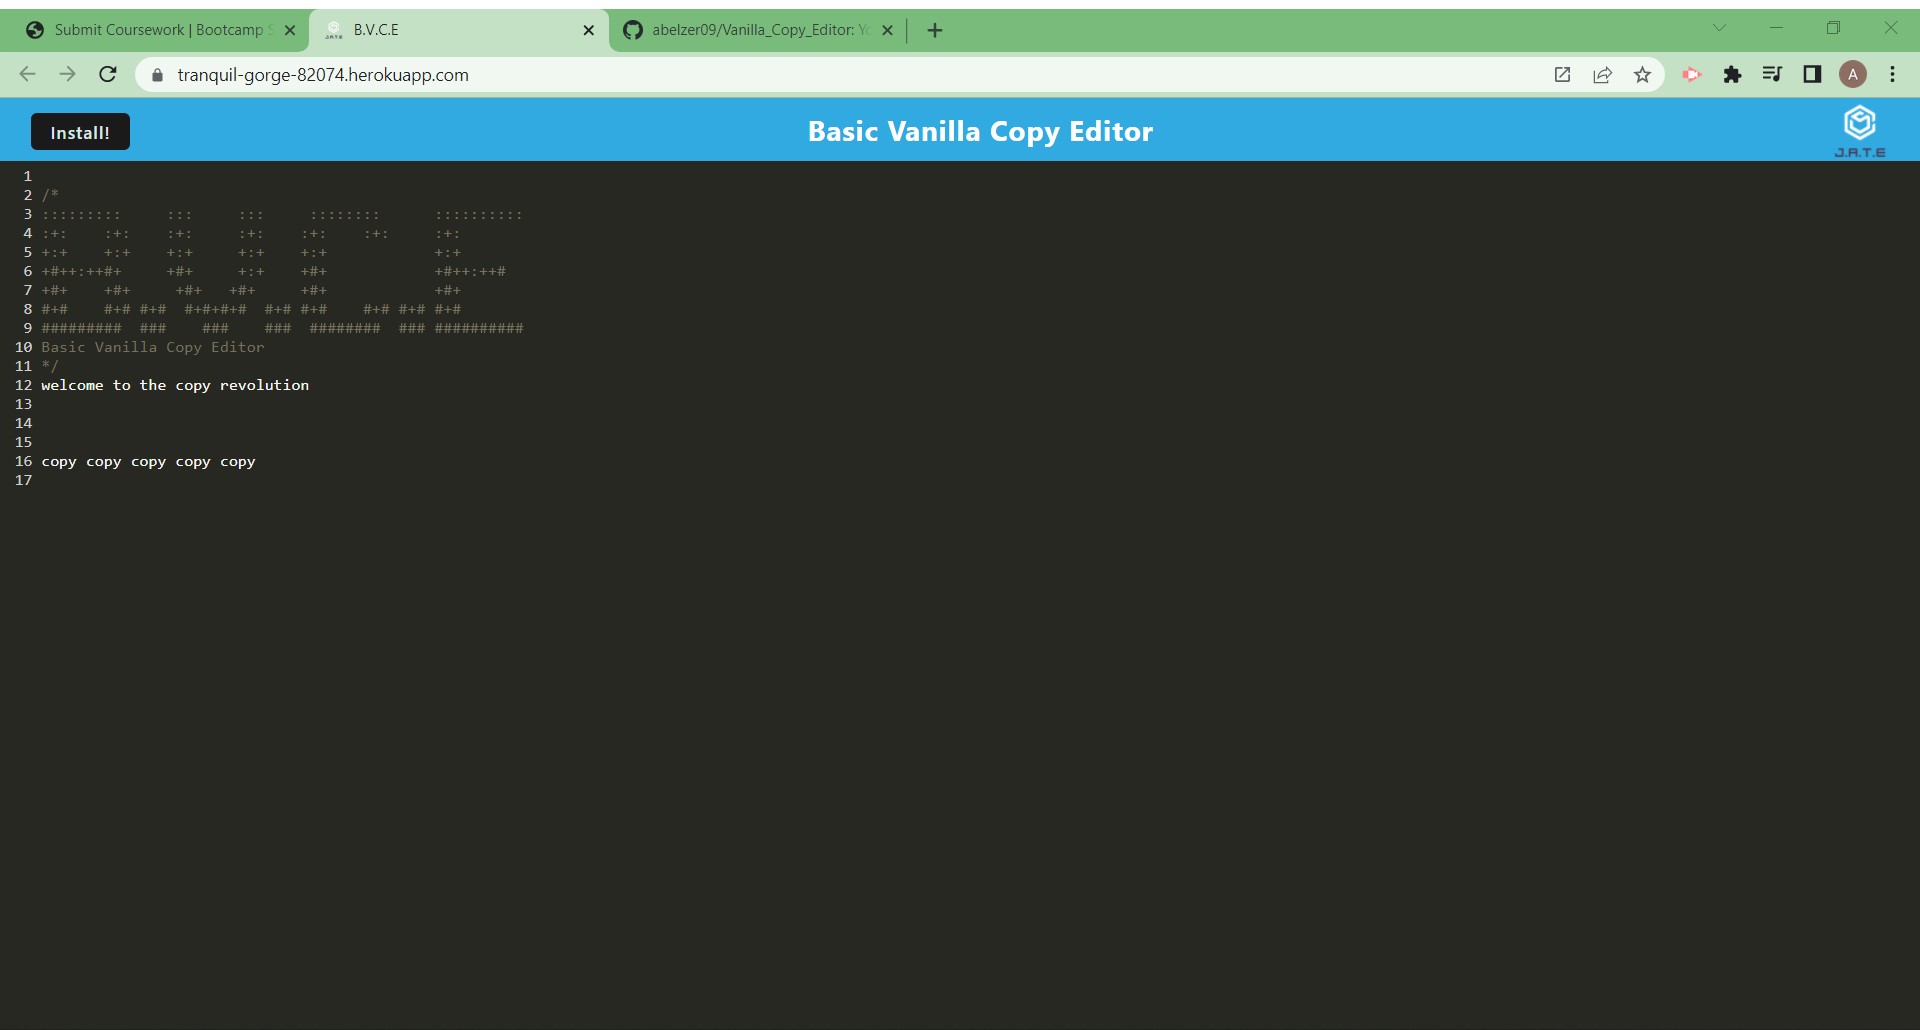 Submit Coursework | Bootcamp S
B.V.C.E
abelzer09/Vanilla_Copy_Editor: Yo
tranquil-gorge-82074.herokuapp.com
A
Install!
Basic Vanilla Copy Editor
J.A.T.E
1
2 /*
3 :::::::::     :::     :::     ::::::::      ::::::::::
4 :+:    :+:    :+:     :+:    :+:    :+:     :+:
5 +:+    +:+    +:+     +:+    +:+            +:+
6 +#++:++#+     +#+     +:+    +#+            +#++:++#
7 +#+    +#+     +#+   +#+     +#+            +#+
8 #+#    #+# #+#  #+#+#+#  #+# #+#    #+# #+# #+#
9 #########  ###    ###    ###  ########  ### ##########
10 Basic Vanilla Copy Editor
11 */
12 welcome to the copy revolution
13
14
15
16 copy copy copy copy copy
17